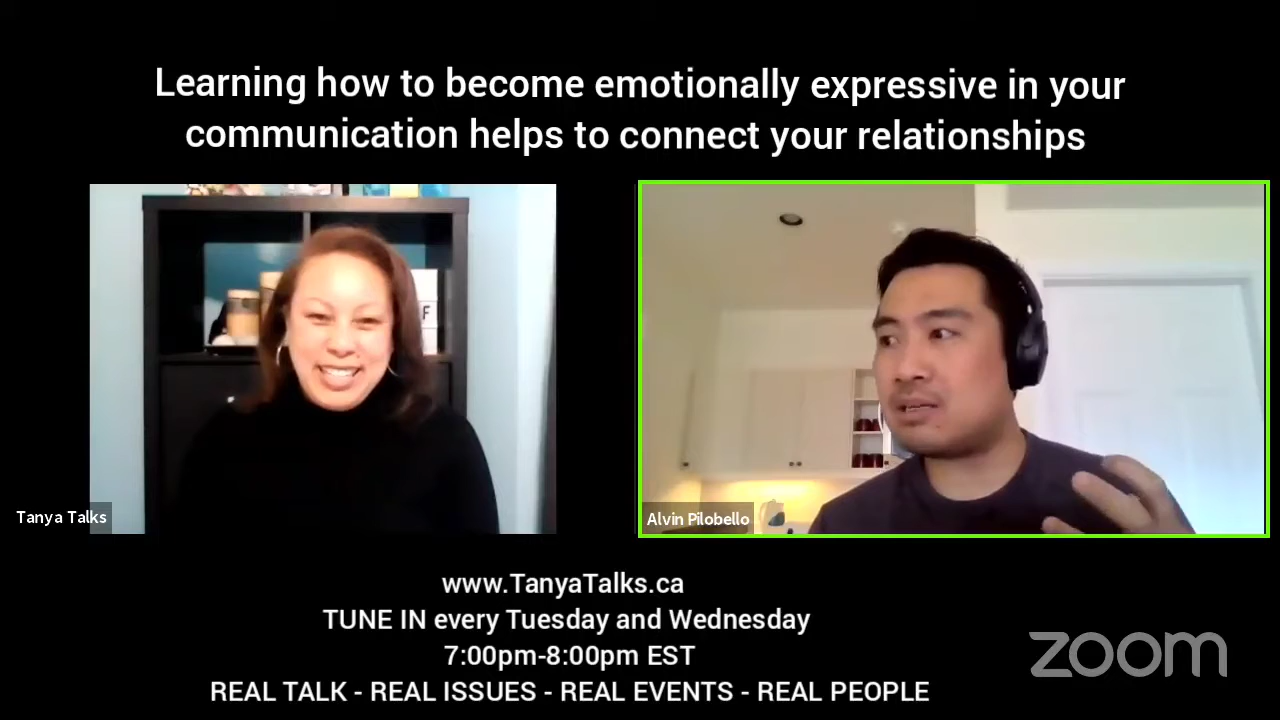 Learning how to become emotionally expressive in your
communication helps to connect your relationships
F
Tanya Talks
Alvin Pilobello
www.TanyaTalks.ca
TUNE IN every Tuesday and Wednesday
7:00pm-8:00pm EST
REAL TALK - REAL ISSUES - REAL EVENTS - REAL PEOPLE
zoom